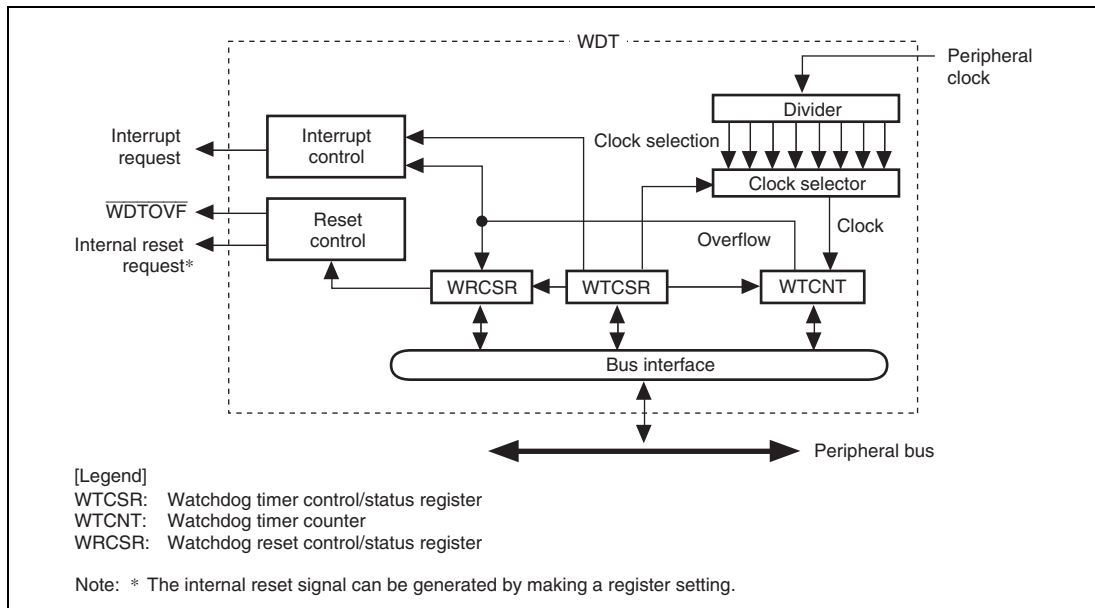 WDT
Peripheral
clock
Divider
Interrupt
request
Interrupt
control
Clock selection
Clock selector
WDTOVF
Internal reset
request*
Reset
control
Overflow
Clock
WRCSR
WTCSR
WTCNT
Bus interface
Peripheral bus
[Legend]
WTCSR: Watchdog timer control/status register
WTCNT: Watchdog timer counter
WRCSR: Watchdog reset control/status register
Note: * The internal reset signal can be generated by making a register setting.